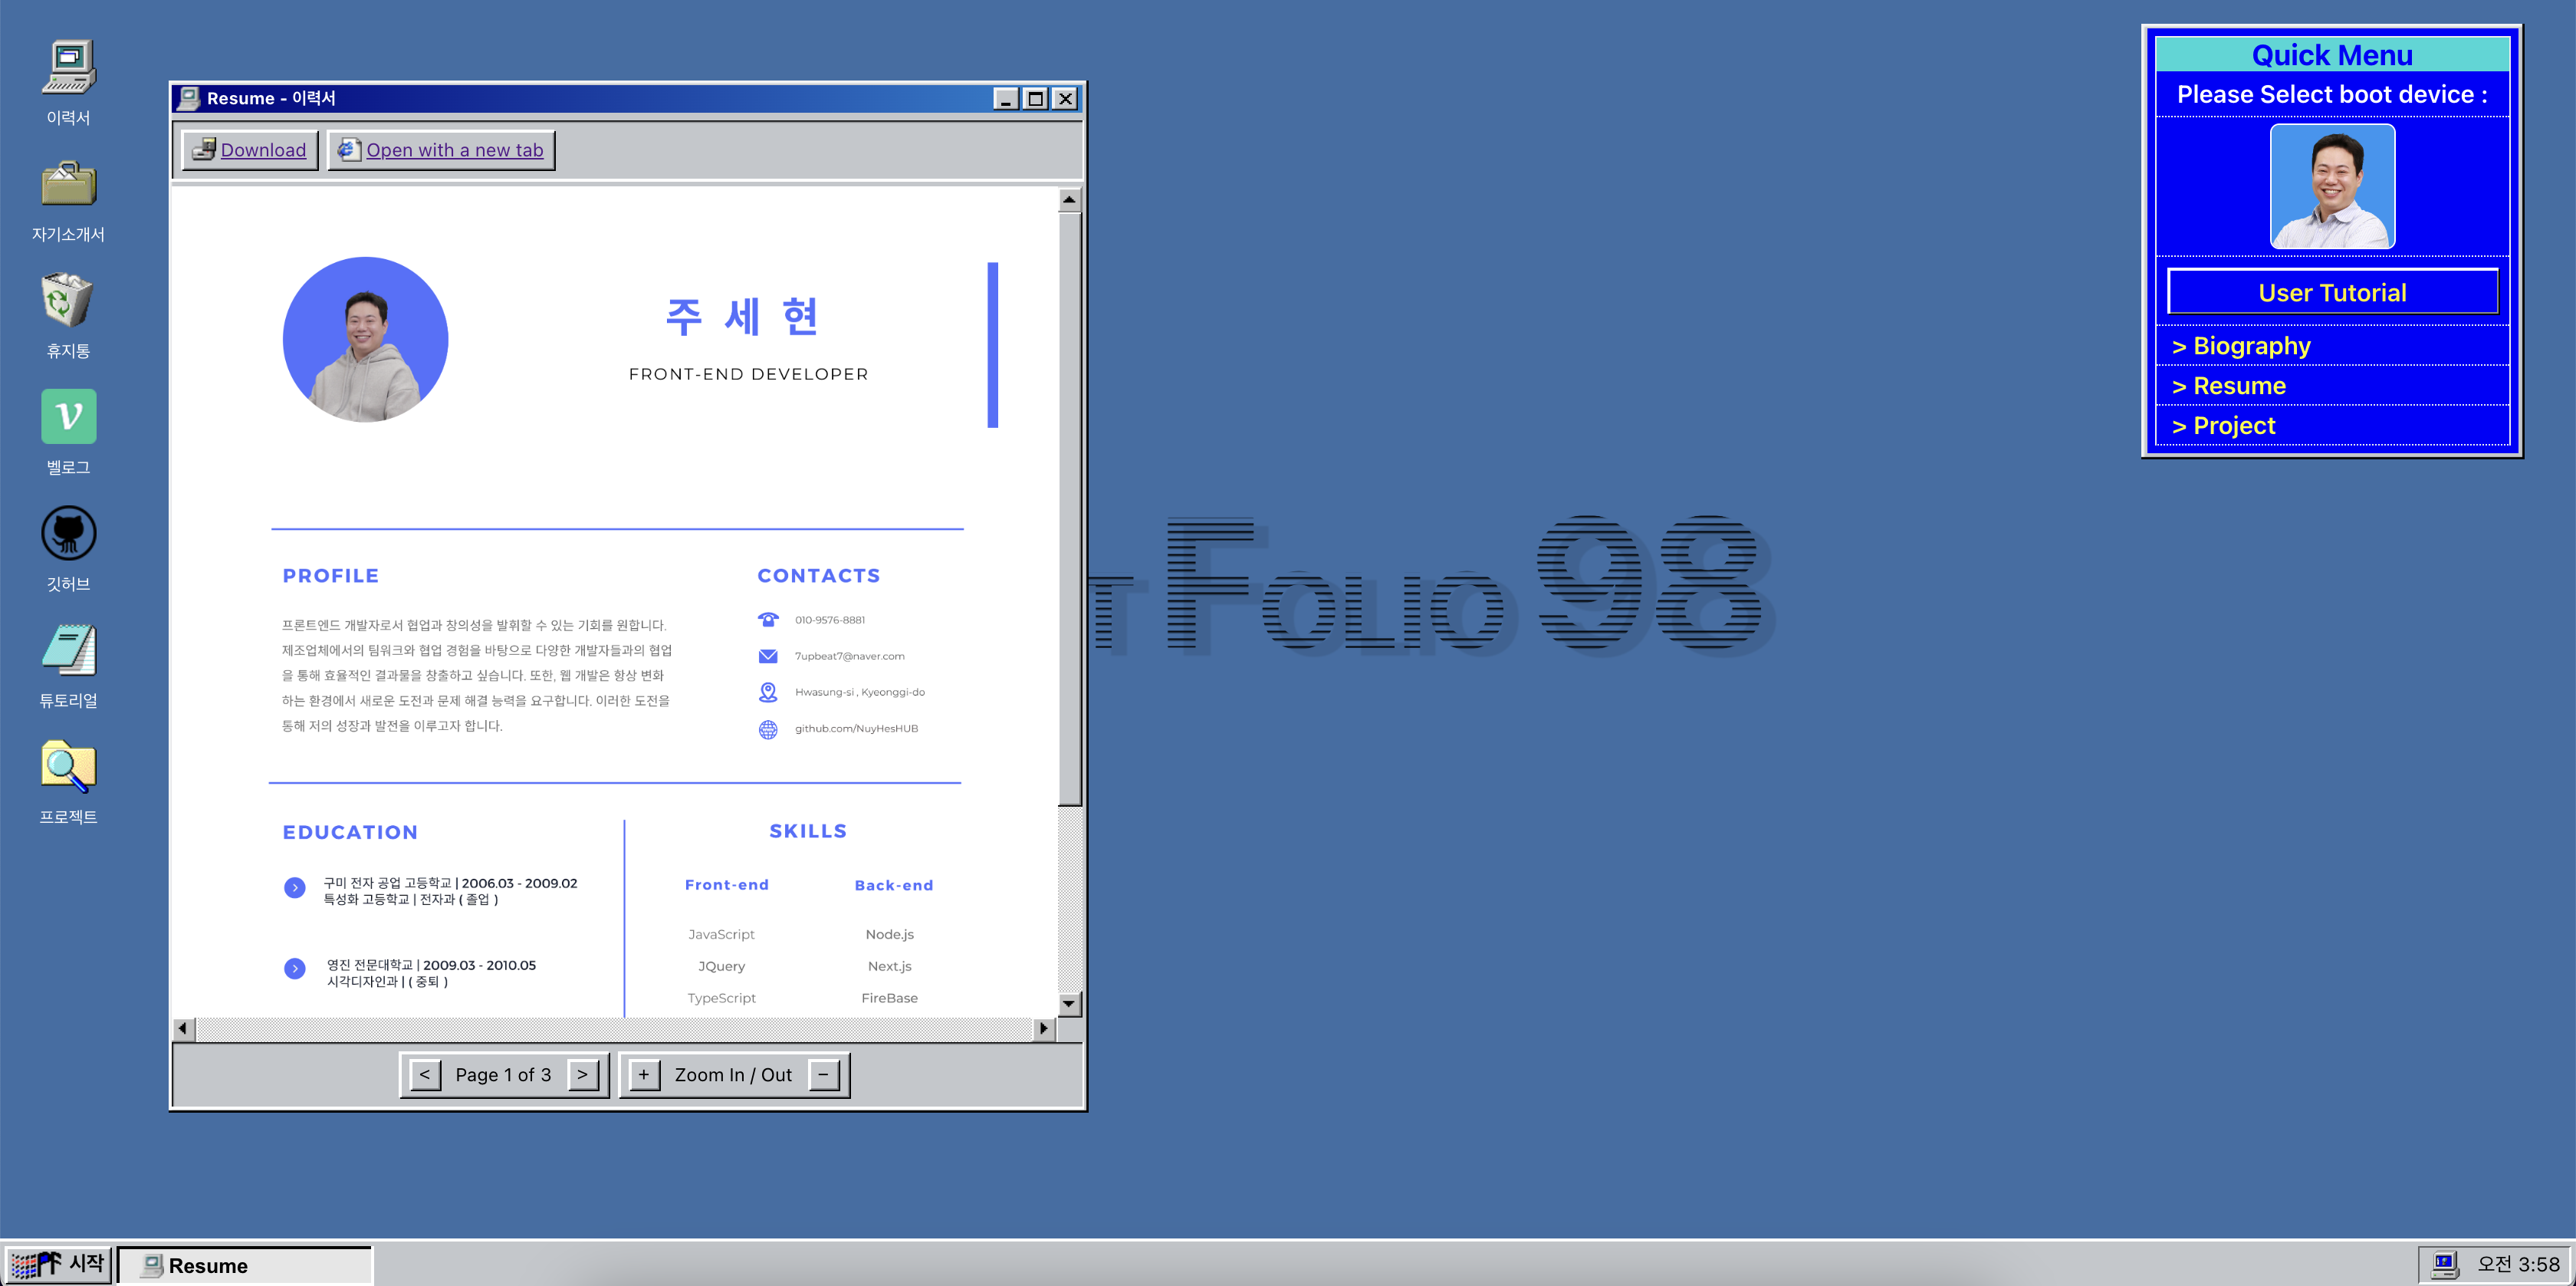 이력서
자기소개서
휴지통
벨로그
깃허브
튜토리얼
프로젝트
Resume - 이력서
Download
Open with a new tab
주 세 현
FRONT-END DEVELOPER
PROFILE
프론트엔드 개발자로서 협업과 창의성을 발휘할 수 있는 기회를 원합니다.
제조업체에서의 팀워크와 협업 경험을 바탕으로 다양한 개발자들과의 협업
을 통해 효율적인 결과물을 창출하고 싶습니다. 또한, 웹 개발은 항상 변화
하는 환경에서 새로운 도전과 문제 해결 능력을 요구합니다. 이러한 도전을
통해 저의 성장과 발전을 이루고자 합니다.
CONTACTS
010-9576-8881
7upbeat7@naver.com
Hwasung-si , Kyeonggi-do
github.com/NuyHesHUB
EDUCATION
구미 전자 공업 고등학교 | 2006.03 - 2009.02
특성화 고등학교 | 전자과 ( 졸업 )
영진 전문대학교 | 2009.03 - 2010.05
시각디자인과 | ( 중퇴 )
SKILLS
Front-end
JavaScript
JQuery
TypeScript
Back-end
Node.js
Next.js
FireBase
< Page 1 of 3 >
+ Zoom In / Out −
T FOLIO 98
Quick Menu
Please Select boot device :
User Tutorial
> Biography
> Resume
> Project
시작
Resume
오전 3:58